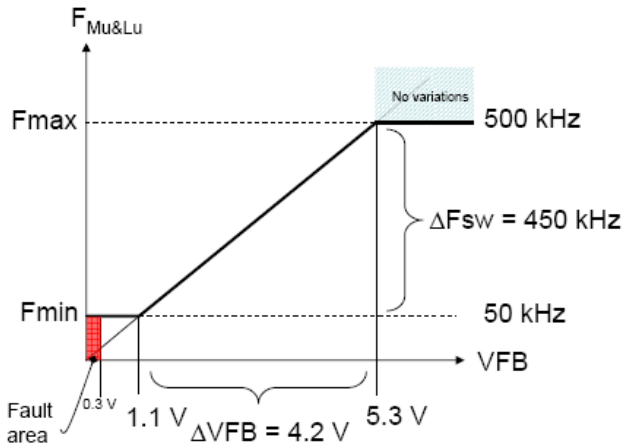 F Mu&Lu
No variations
Fmax
500 kHz
ΔFsw = 450 kHz
Fmin
50 kHz
VFB
Fault
area
0.3 V
1.1 V
ΔVFB = 4.2 V
5.3 V